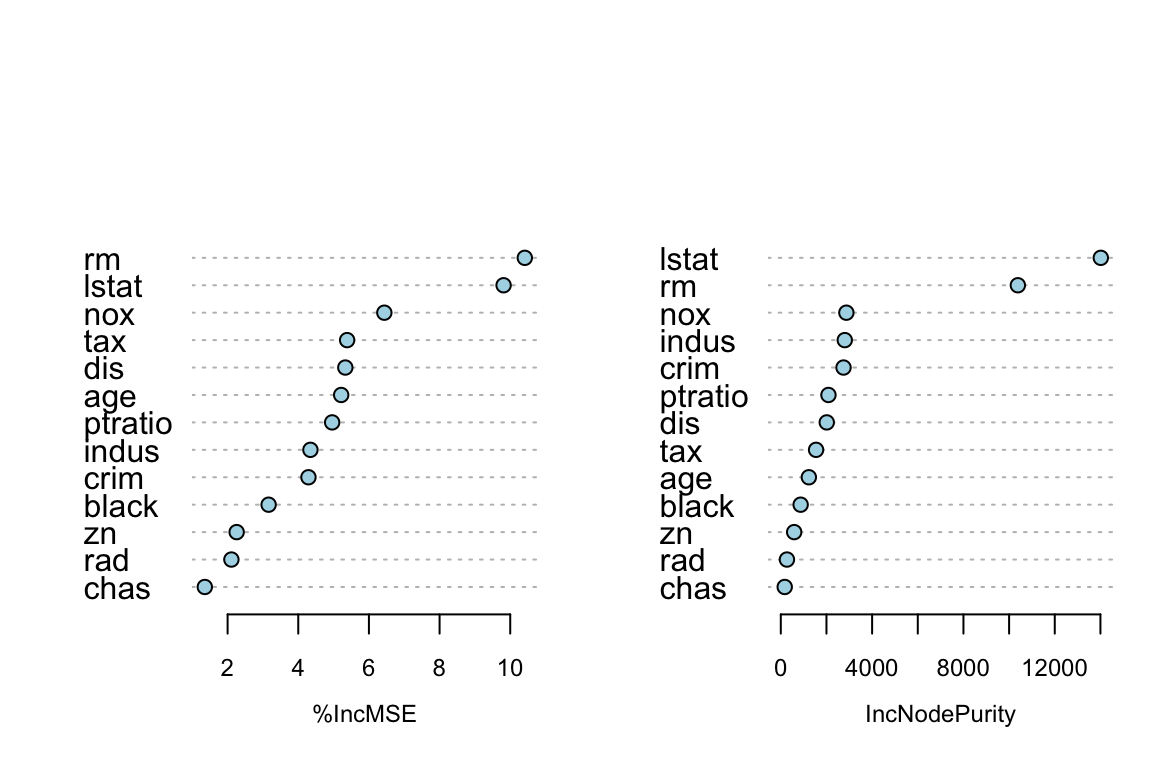 rm
lstat
nox
tax
dis
age
ptratio
indus
crim
black
zn
rad
chas
2 4 6 8 10
%IncMSE
lstat
rm
nox
indus
crim
ptratio
dis
tax
age
black
zn
rad
chas
0 4000 8000 12000
IncNodePurity